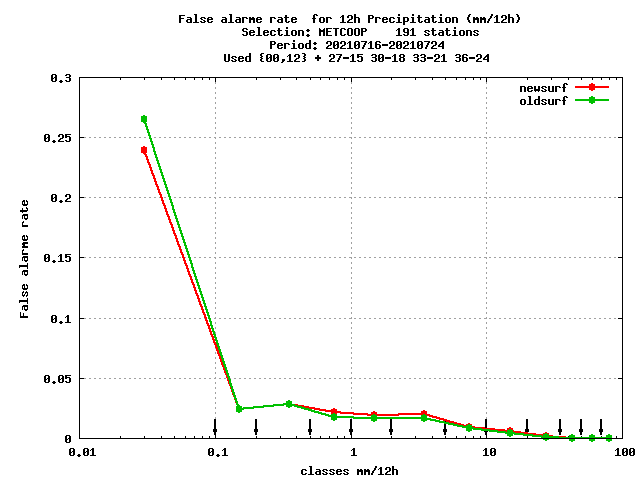 False alarme rate  for 12h Precipitation (mm/12h)
Selection: METCOOP    191 stations
Period: 20210716-20210724
Used {00,12} + 27-15 30-18 33-21 36-24
newsurf
oldsurf
0.3
0.25
0.2
0.15
0.1
0.05
0
False alarme rate
0.01 0.1 1 10 100
classes mm/12h